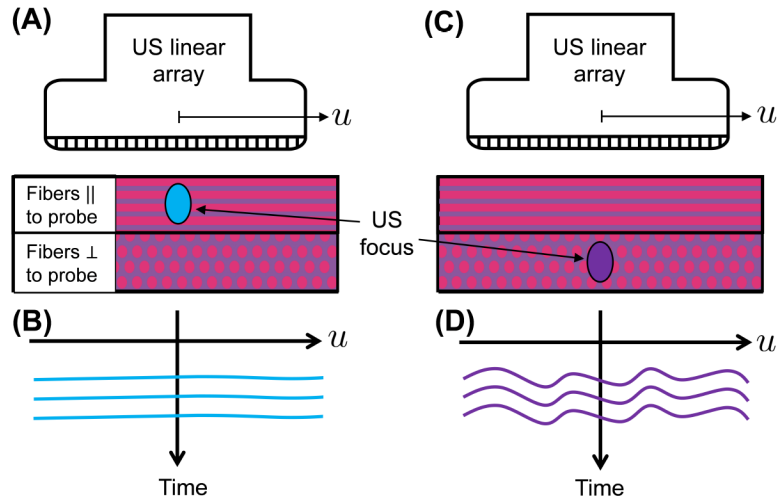 (A)
US linear
array
u
Fibers ||
to probe
Fibers ⊥
to probe
(C)
US linear
array
u
US
focus
(B)
u
Time
(D)
u
Time